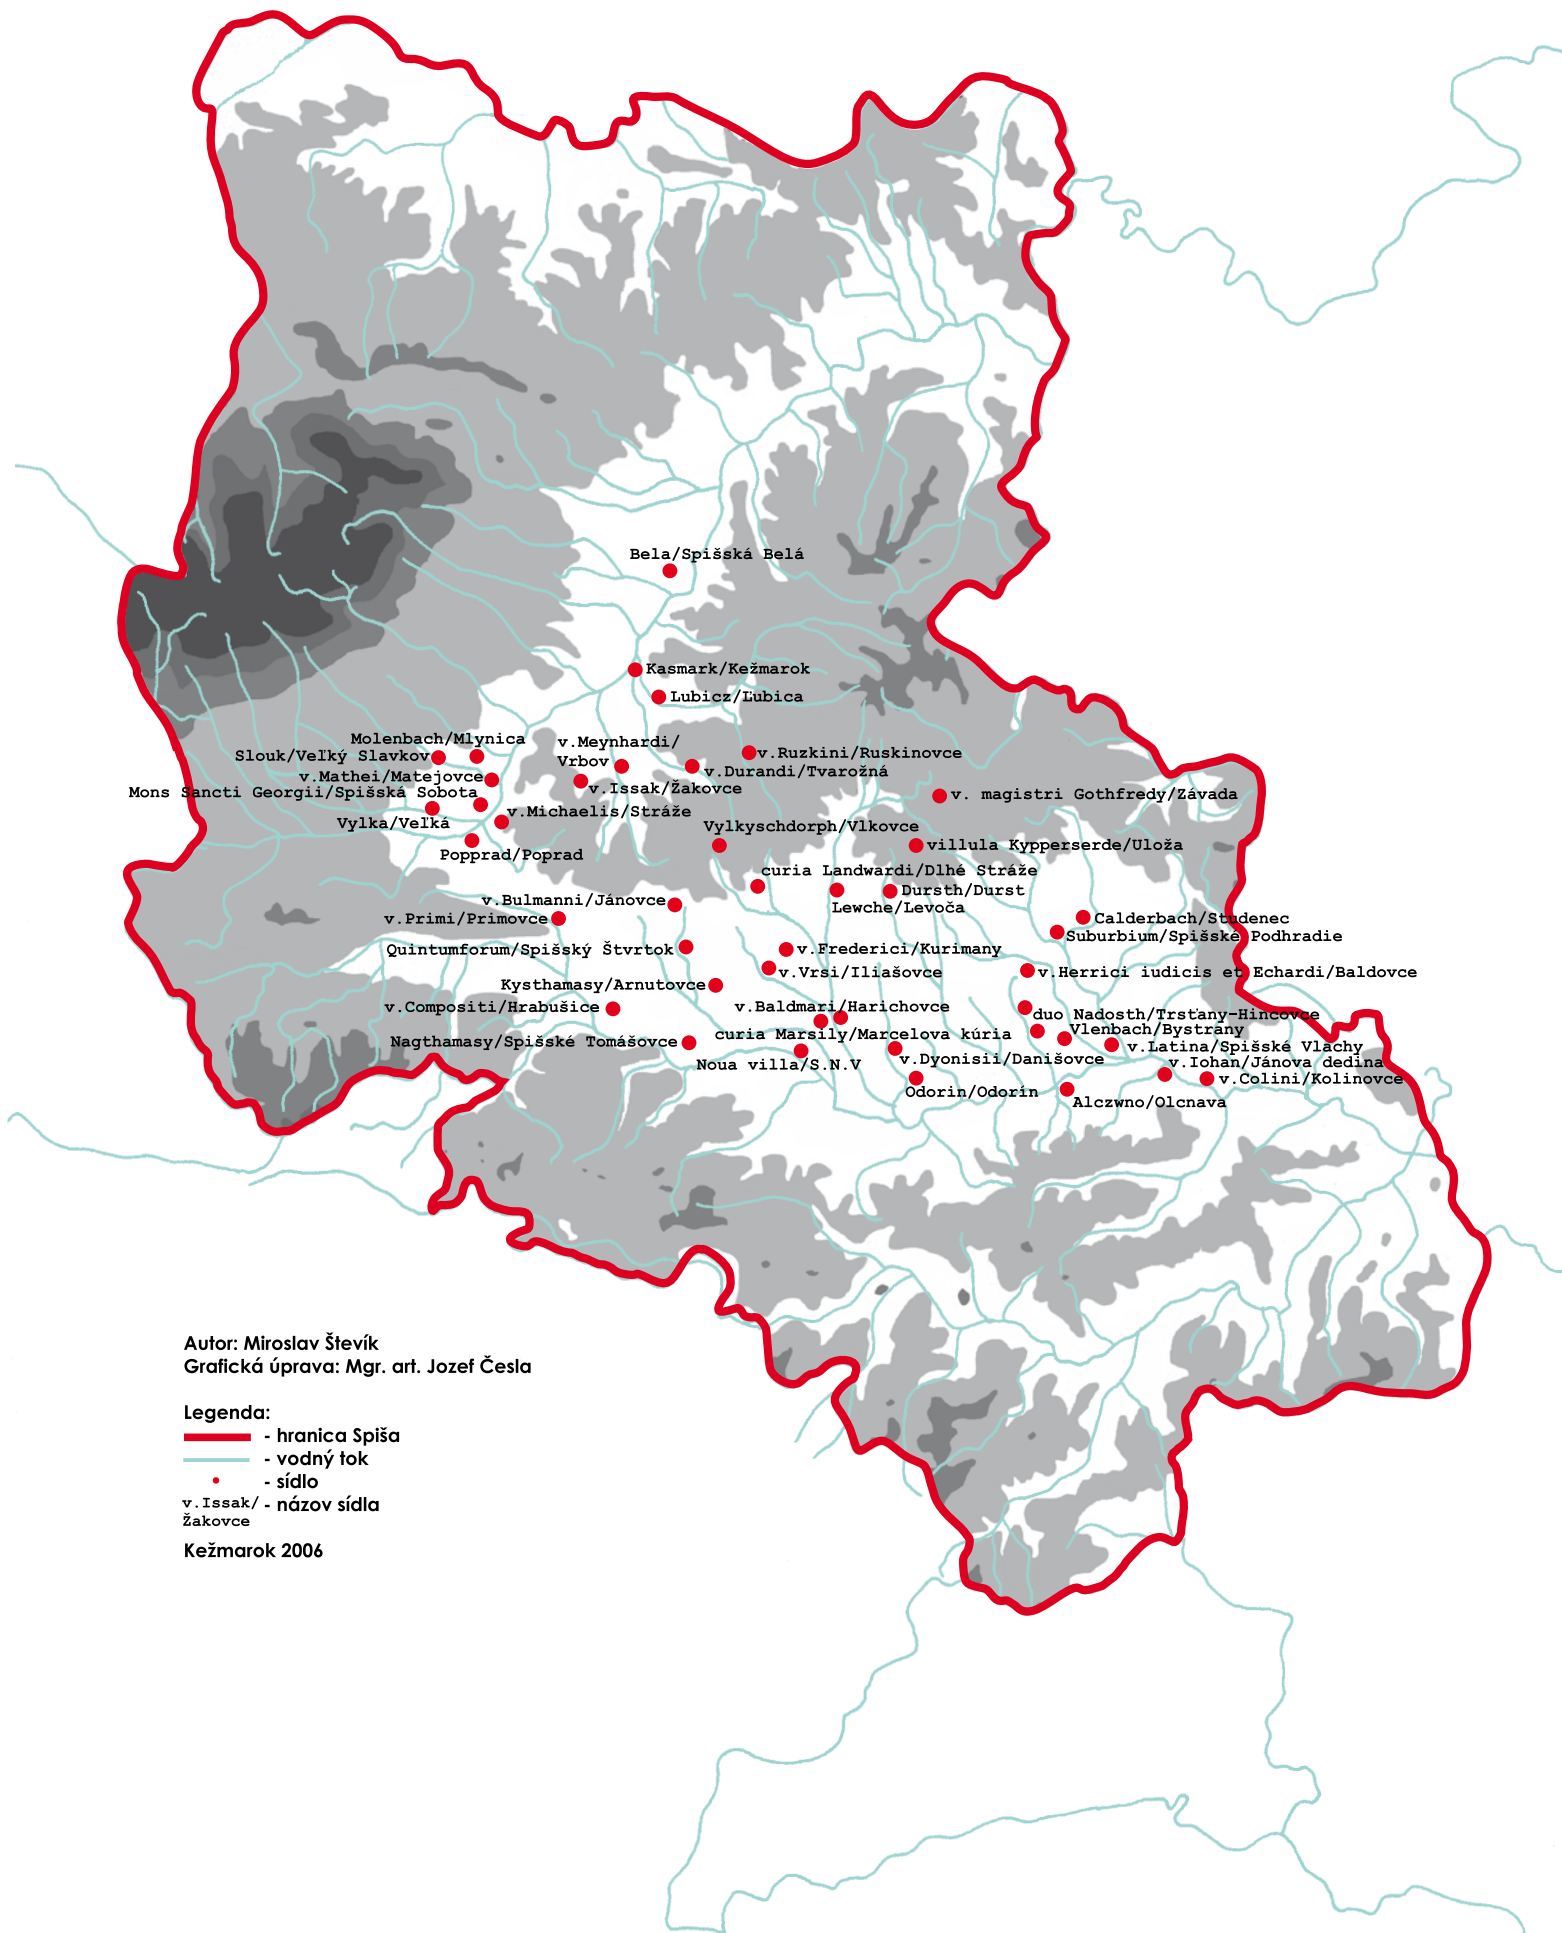 Bela/Spišská Belá
Kasmark/Kežmarok
Lubicz/Ľubica
Molenbach/Mlynica
Slouk/Veľký Slavkov
v.Mathei/Matejovce
Mons Sancti Georgii/Spišská Sobota
Vylka/Veľká
v.Michaelis/Stráže
Popprad/Poprad
v.Meynhardi/
Vrbov
v.Issak/Žakovce
v.Ruzkini/Ruskinovce
v.Durandi/Tvarožná
v. magistri Gothfredy/Závada
Vylkyschdorph/Vlkovce
villula Kypperserde/Uloža
curia Landwardi/Dlhé Stráže
Dursth/Durst
Lewche/Levoča
v.Bulmanni/Jánovce
v.Primi/Primovce
Calderbach/Studenec
Suburbium/Spišské Podhradie
Quintumforum/Spišský Štvrtok
v.Frederici/Kurimany
v.Vrsi/Iliašovce
v.Herrici iudicis et Echardi/Baldovce
Kysthamasy/Arnutovce
v.Compositi/Hrabušice
v.Baldmari/Harichovce
duo Nadosth/Trsťany-Hincovce
Vlenbach/Bystrany
curia Marsily/Marcelova kúria
Nagthamasy/Spišské Tomášovce
v.Latina/Spišské Vlachy
Noua villa/S.N.V
v.Dyonisii/Danišovce
v.Iohan/Jánova dedina
v.Colini/Kolinovce
Odorin/Odorín
Alczwno/Olcnava
Autor: Miroslav Števík
Grafická úprava: Mgr. art. Jozef Česla
Legenda:
- hranica Spiša
- vodný tok
- sídlo
v.Issak/
Žakovce
- názov sídla
Kežmarok 2006